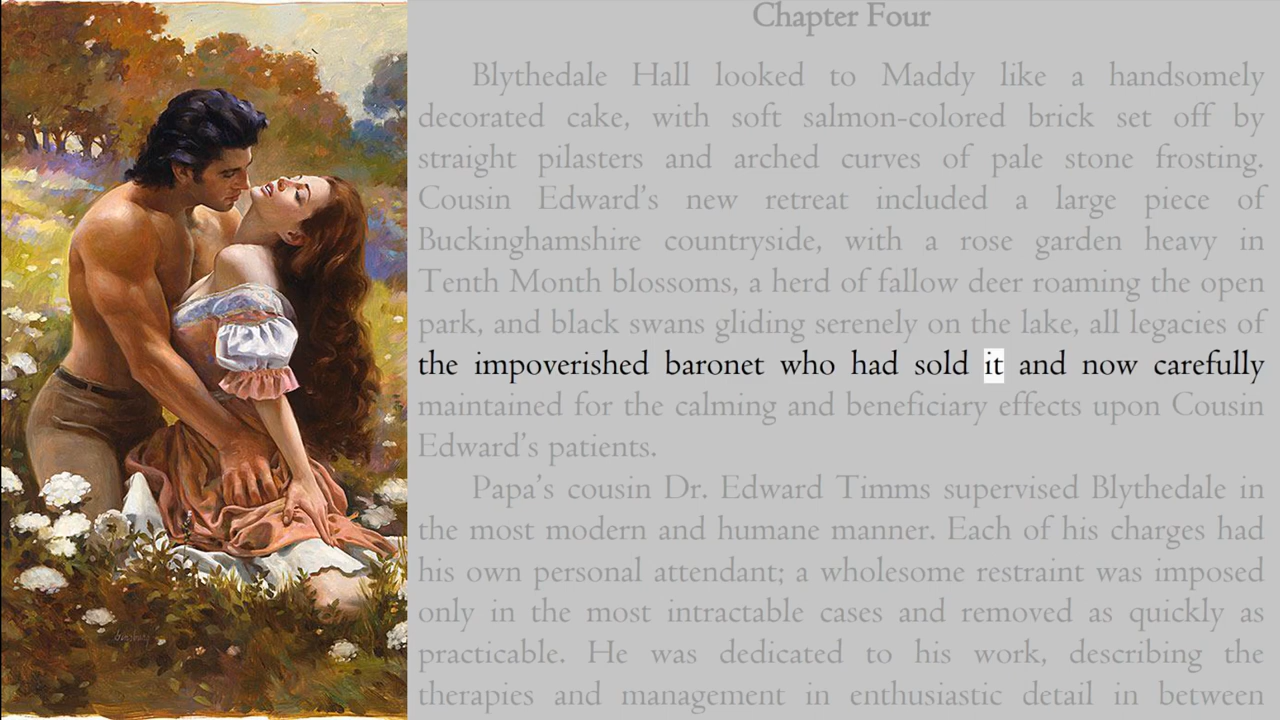 Chapter Four
Blythedale Hall looked to Maddy like a handsomely
decorated cake, with soft salmon-colored brick set off by
straight pilasters and arched curves of pale stone frosting.
Cousin Edward’s new retreat included a large piece of
Buckinghamshire countryside, with a rose garden heavy in
Tenth Month blossoms, a herd of fallow deer roaming the open
park, and black swans gliding serenely on the lake, all legacies of
the impoverished baronet who had sold it and now carefully
maintained for the calming and beneficiary effects upon Cousin
Edward’s patients.
Papa’s cousin Dr. Edward Timms supervised Blythedale in
the most modern and humane manner. Each of his charges had
his own personal attendant; a wholesome restraint was imposed
only in the most intractable cases and removed as quickly as
practicable. He was dedicated to his work, describing the
therapies and management in enthusiastic detail in between